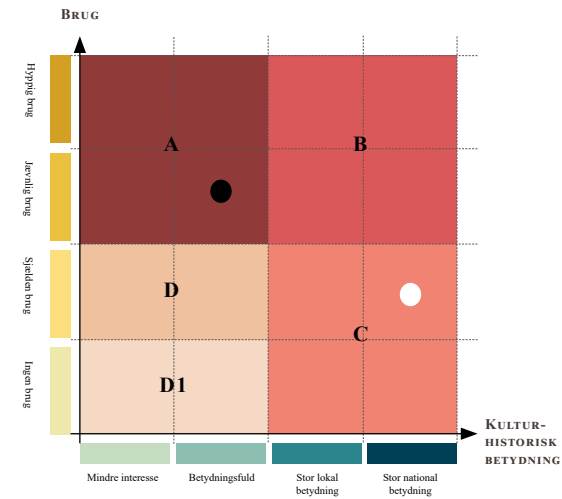 BRUG
Hyppig brug
Jævnlig brug
Sjælden brug
Ingen brug
A
B
D
C
D1
KULTUR-
HISTORISK
BETYDNING
Mindre interesse
Betydningsfuld
Stor lokal
betydning
Stor national
betydning